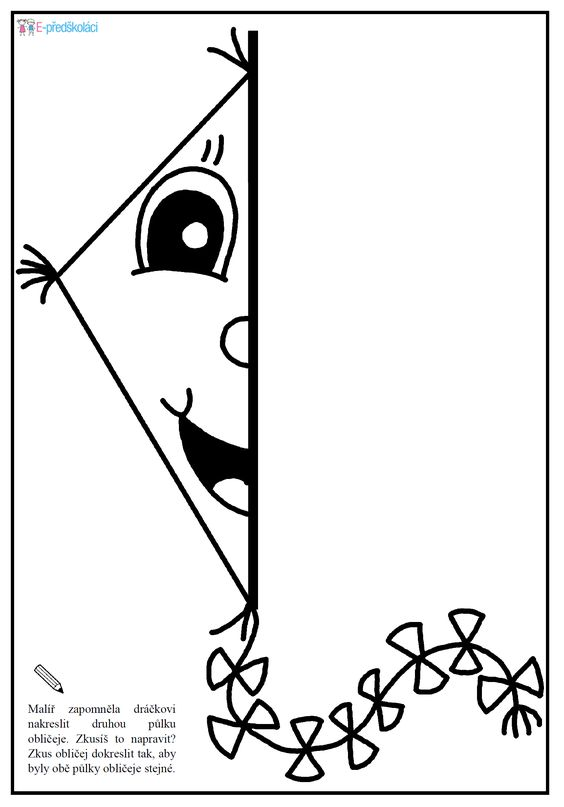 E-předškoláci
Malíř zapomněla dráčkovi
nakreslit druhou půlku
obličeje. Zkusíš to napravit?
Zkus obličej dokreslit tak, aby
byly obě půlky obličeje stejné.